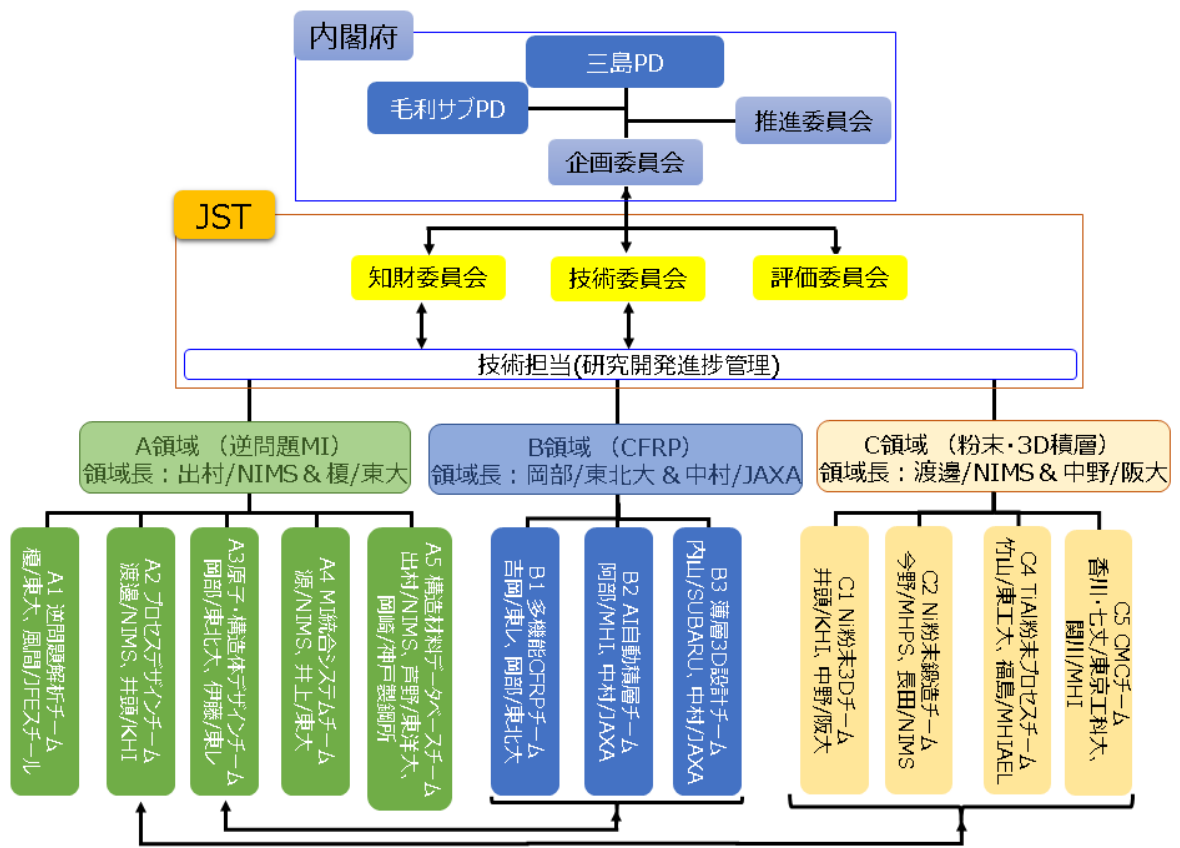 内閣府
三島PD
毛利サブPD
推進委員会
企画委員会
JST
知財委員会
技術委員会
評価委員会
技術担当(研究開発進捗管理)
A領域 （逆問題MI）
領域長：出村/NIMS & 榎/東大
B領域 （CFRP）
領域長：岡部/東北大 & 中村/JAXA
C領域 （粉末・3D積層）
領域長：渡邊/NIMS & 中野/阪大
A1 逆問題解析チーム
榎/東大、風間/JFEスチール
A2 プロセスデザインチーム
渡邊/NIMS、井頭/KHI
A3原子・構造体デザインチーム
岡部/東北大、伊藤/東レ
A4 MI統合システムチーム
源/NIMS、井上/東大
A5 構造材料データベースチーム
出村/NIMS、芦野/東洋大、
岡崎/神戸製鋼所
B1 多機能CFRPチーム
吉岡/東レ、岡部/東北大
B2 AI自動積層チーム
阿部/MHI、中村/JAXA
B3 薄層3D設計チーム
内山/SUBARU、中村/JAXA
C1 Ni粉末3Dチーム
井頭/KHI、中野/阪大
C2 Ni粉末鍛造チーム
今野/MHPS、長田/NIMS
C4 TiAl粉末プロセスチーム
竹山/東工大、福島/MHIAEL
C5 CMCチーム
香川・七丈/東京工科大、
関川/MHI